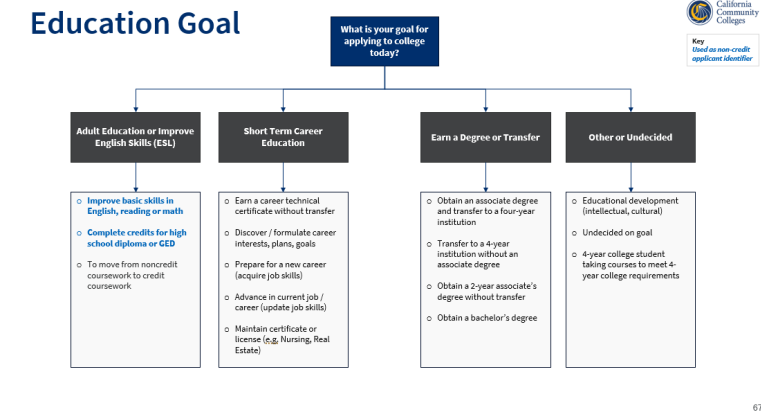 Education Goal
What is your goal for
applying to college
today?
California
Community
Colleges
Key
Used as non-credit
applicant identifier
Adult Education or Improve
English Skills (ESL)
Short Term Career
Education
Earn a Degree or Transfer
Other or Undecided
o Improve basic skills in
English, reading or math
o Complete credits for high
school diploma or GED
o To move from noncredit
coursework to credit
coursework
o Earn a career technical
certificate without transfer
o Discover / formulate career
interests, plans, goals
o Prepare for a new career
(acquire job skills)
o Advance in current job /
career (update job skills)
o Maintain certificate or
license (e.g, Nursing, Real
Estate)
o Obtain an associate degree
and transfer to a four-year
institution
o Transfer to a 4-year
institution without an
associate degree
o Obtain a 2-year associate's
degree without transfer
o Obtain a bachelor's degree
o Educational development
(intellectual, cultural)
o Undecided on goal
o 4-year college student
taking courses to meet 4-
year college requirements
67